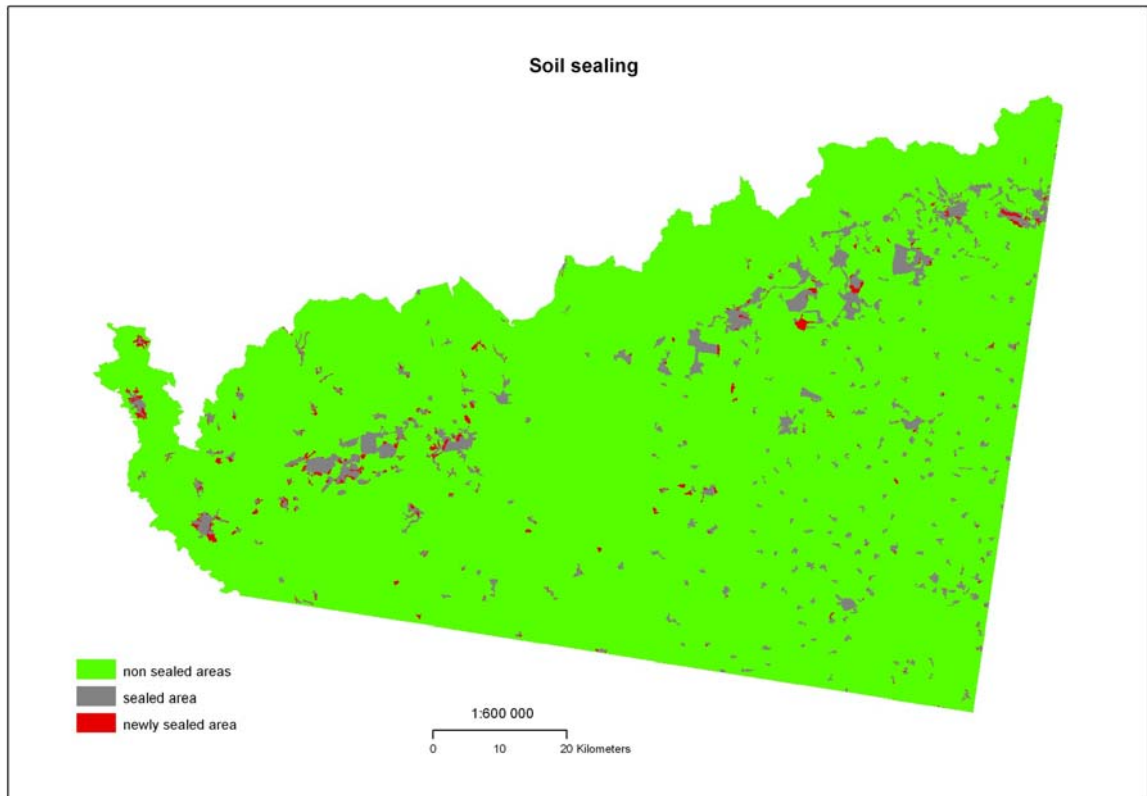 Soil sealing
non sealed areas
sealed area
newly sealed area
1:600 000
0 10 20 Kilometers